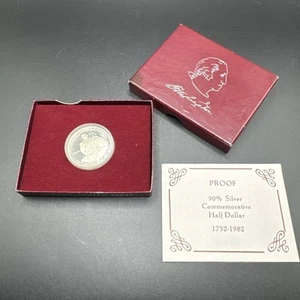 PROOF
90% Silver
Commemorative
Half Dollar
1732-1982